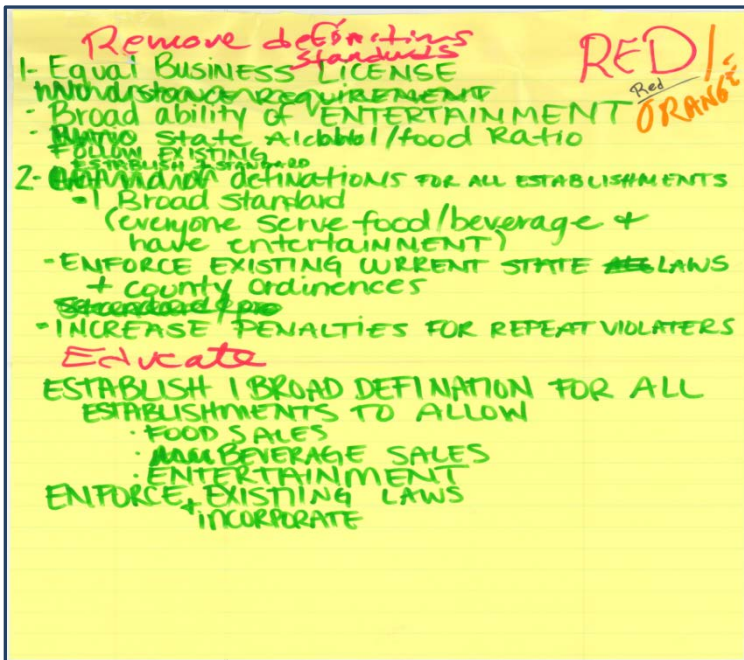 Remove definitions
standards
RED/
Red
ORANGE
1- Equal BUSINESS LICENSE
REQUIREMENT
- Broad ability of ENTERTAINMENT
- State Alcohol/food Ratio
FOLLOW EXISTING
ESTABLISH 1 STANDARD
2- definations FOR ALL ESTABLISHMENTS
-1 Broad Standard
(everyone serve food/beverage +
have entertainment)
- ENFORCE EXISTING CURRENT STATE LAWS
+ county ordinences
- INCREASE PENALTIES FOR REPEAT VIOLATERS
Educate
ESTABLISH 1 BROAD DEFINATION FOR ALL
ESTABLISHMENTS TO ALLOW
· FOOD SALES
· BEVERAGE SALES
· ENTERTAINMENT
ENFORCE EXISTIING LAWS
+ INCORPORATE